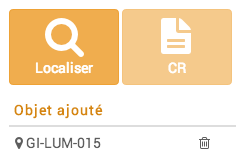 Localiser
CR
Objet ajouté
GI-LUM-015